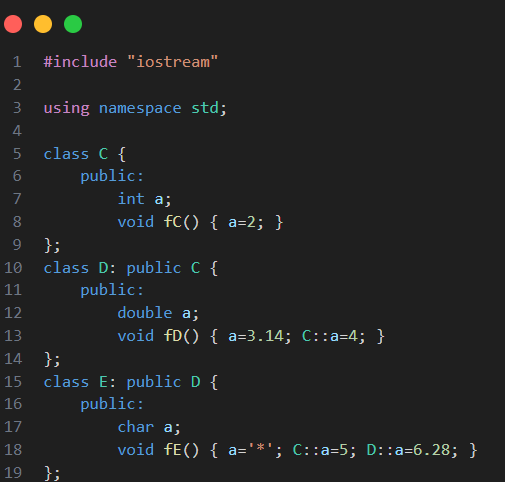 1 #include "iostream"
2
3 using namespace std;
4
5 class C {
6     public:
7         int a;
8         void fC() { a=2; }
9 };
10 class D: public C {
11     public:
12         double a;
13         void fD() { a=3.14; C::a=4; }
14 };
15 class E: public D {
16     public:
17         char a;
18         void fE() { a='*'; C::a=5; D::a=6.28; }
19 };